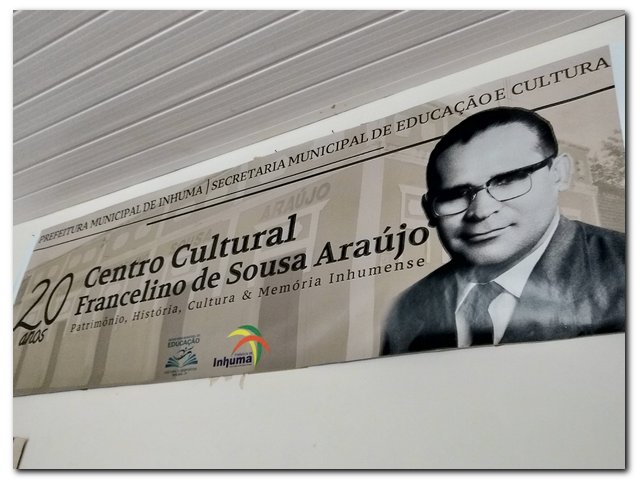 PREFEITURA MUNICIPAL DE INHUMA | SECRETARIA MUNICIPAL DE EDUCAÇÃO E CULTURA
ARAÚJO
20 anos
Centro Cultural
Francelino de Sousa Araújo
Patrimônio, História, Cultura & Memória Inhumense
EDUCAÇÃO
Inhuma